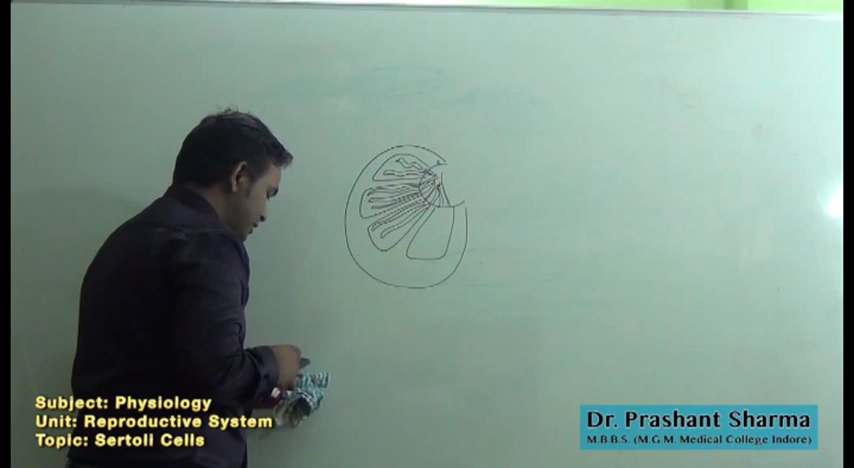 Subject: Physiology
Unit: Reproductive System
Topic: Sertoli Cells
Dr. Prashant Sharma
M.B.B.S. (M.G.M. Medical College Indore)